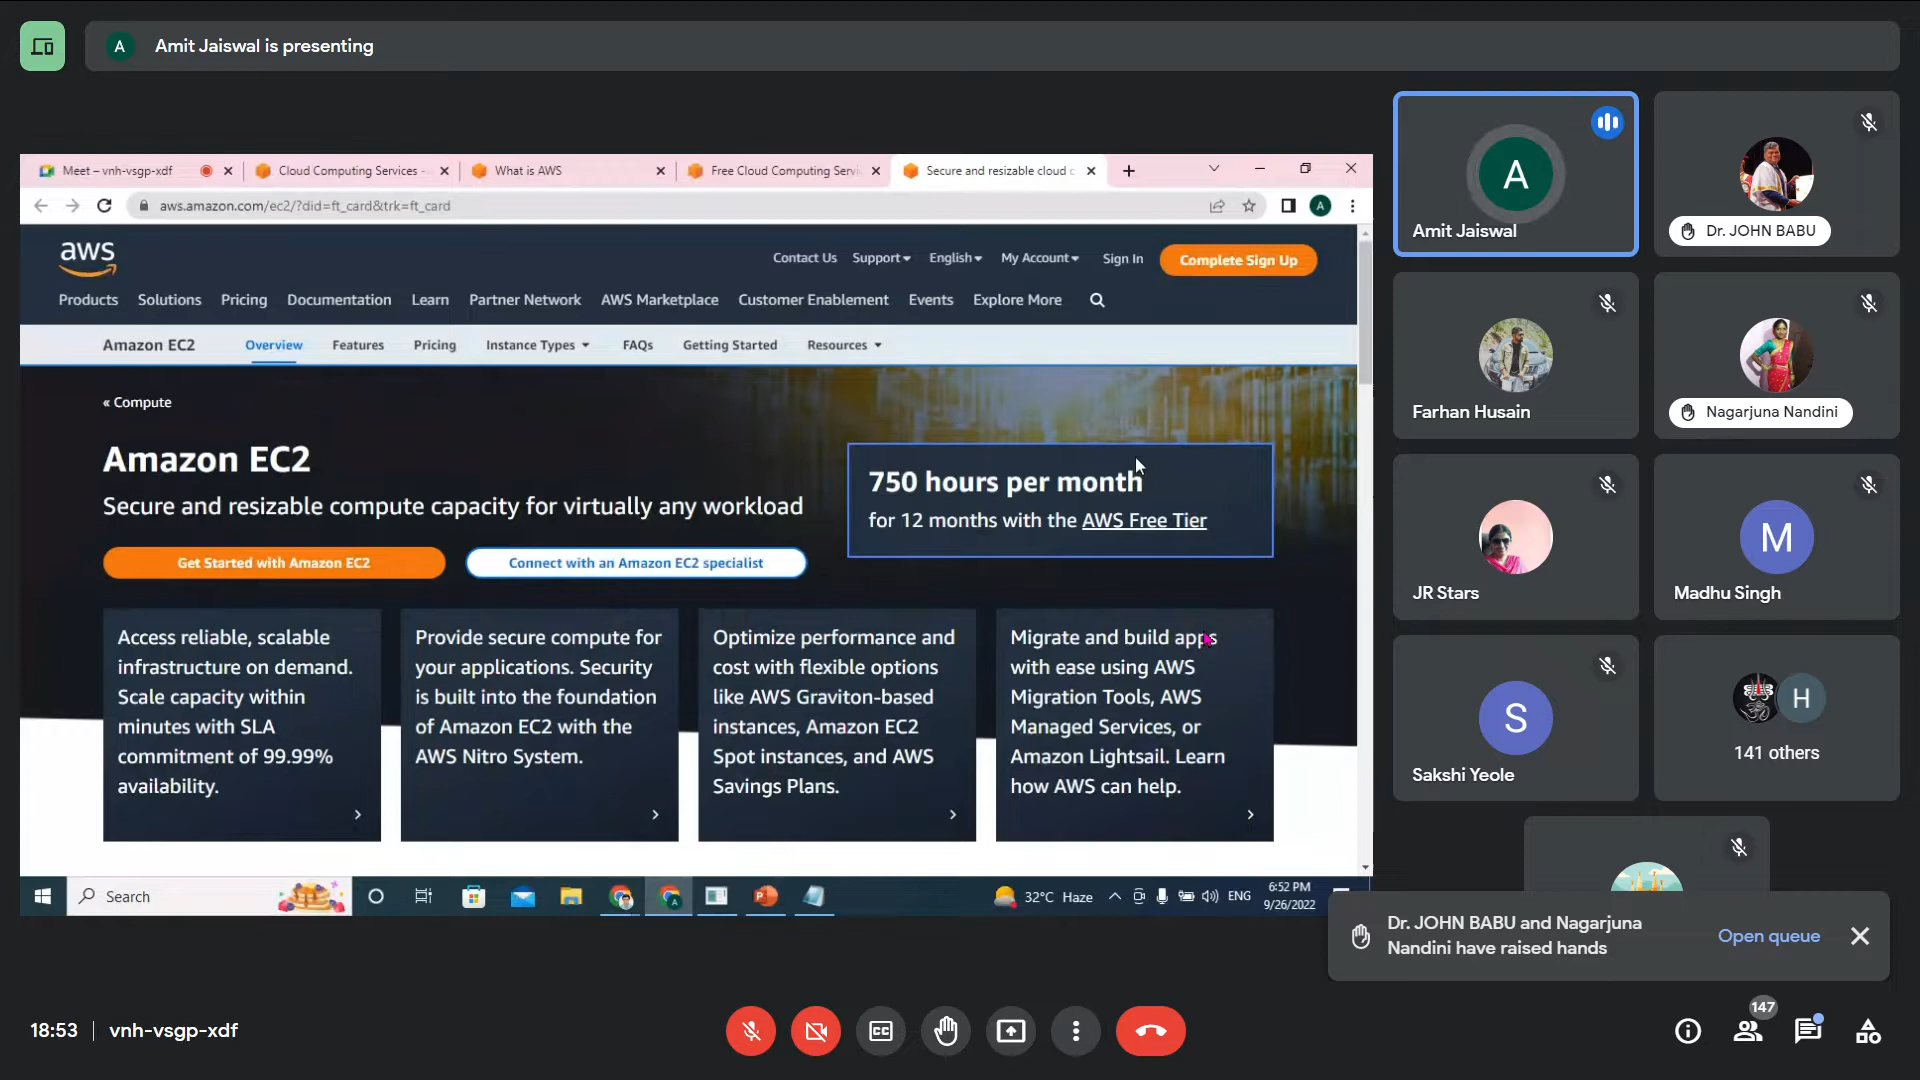 A Amit Jaiswal is presenting
Meet – vnh-vsgp-xdf
Cloud Computing Services -
What is AWS
Free Cloud Computing Servi
Secure and resizable cloud c
aws.amazon.com/ec2/?did=ft_card&trk=ft_card
A
aws
Contact Us Support English My Account Sign In Complete Sign Up
Products Solutions Pricing Documentation Learn Partner Network AWS Marketplace Customer Enablement Events Explore More
Amazon EC2 Overview Features Pricing Instance Types FAQs Getting Started Resources
« Compute
Amazon EC2
Secure and resizable compute capacity for virtually any workload
Get Started with Amazon EC2
Connect with an Amazon EC2 specialist
750 hours per month
for 12 months with the AWS Free Tier
Access reliable, scalable
infrastructure on demand.
Scale capacity within
minutes with SLA
commitment of 99.99%
availability.
Provide secure compute for
your applications. Security
is built into the foundation
of Amazon EC2 with the
AWS Nitro System.
Optimize performance and
cost with flexible options
like AWS Graviton-based
instances, Amazon EC2
Spot instances, and AWS
Savings Plans.
Migrate and build apps
with ease using AWS
Migration Tools, AWS
Managed Services, or
Amazon Lightsail. Learn
how AWS can help.
Search
32°C Haze
ENG
6:52 PM
9/26/2022
A
Amit Jaiswal
Dr. JOHN BABU
Farhan Husain
Nagarjuna Nandini
JR Stars
M
Madhu Singh
S
Sakshi Yeole
H
141 others
Dr. JOHN BABU and Nagarjuna
Nandini have raised hands
Open queue
18:53 vnh-vsgp-xdf
CC
147